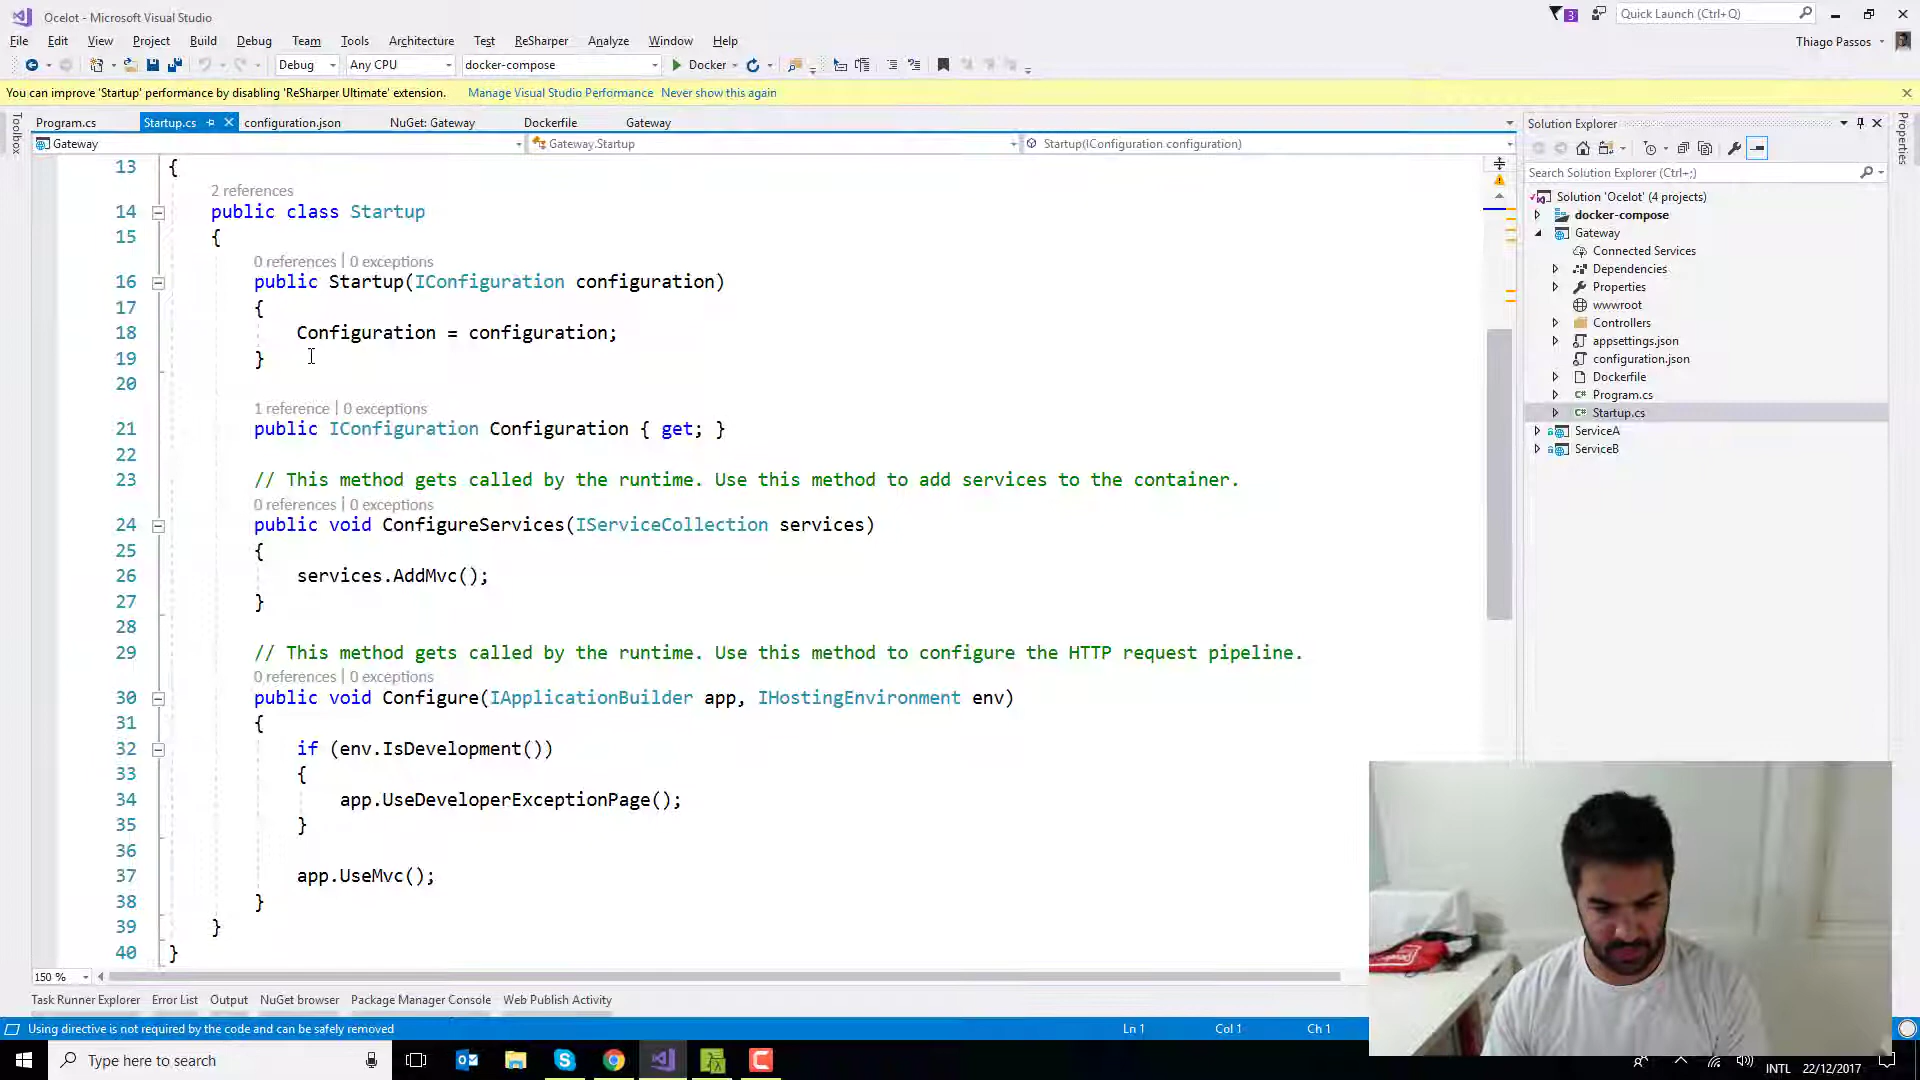 Ocelot - Microsoft Visual Studio
3
Quick Launch (Ctrl+Q)
File Edit View Project Build Debug Team Tools Architecture Test ReSharper Analyze Window Help
Thiago Passos
Debug Any CPU docker-compose Docker
You can improve 'Startup' performance by disabling 'ReSharper Ultimate' extension. Manage Visual Studio Performance Never show this again
Toolbox
Program.cs Startup.cs configuration.json NuGet: Gateway Dockerfile Gateway
Gateway Gateway.Startup Startup(IConfiguration configuration)
13 {
2 references
14 public class Startup
15 {
0 references | 0 exceptions
16 public Startup(IConfiguration configuration)
17 {
18 Configuration = configuration;
19 }
20
1 reference | 0 exceptions
21 public IConfiguration Configuration { get; }
22
23 // This method gets called by the runtime. Use this method to add services to the container.
0 references | 0 exceptions
24 public void ConfigureServices(IServiceCollection services)
25 {
26 services.AddMvc();
27 }
28
29 // This method gets called by the runtime. Use this method to configure the HTTP request pipeline.
0 references | 0 exceptions
30 public void Configure(IApplicationBuilder app, IHostingEnvironment env)
31 {
32 if (env.IsDevelopment())
33 {
34 app.UseDeveloperExceptionPage();
35 }
36
37 app.UseMvc();
38 }
39 }
40 }
150 %
Solution Explorer
Search Solution Explorer (Ctrl+;)
Solution 'Ocelot' (4 projects)
docker-compose
Gateway
Connected Services
Dependencies
Properties
wwwroot
Controllers
appsettings.json
configuration.json
Dockerfile
Program.cs
Startup.cs
ServiceA
ServiceB
Properties
Task Runner Explorer Error List Output NuGet browser Package Manager Console Web Publish Activity
Using directive is not required by the code and can be safely removed Ln 1 Col 1 Ch 1
Type here to search
INTL 22/12/2017